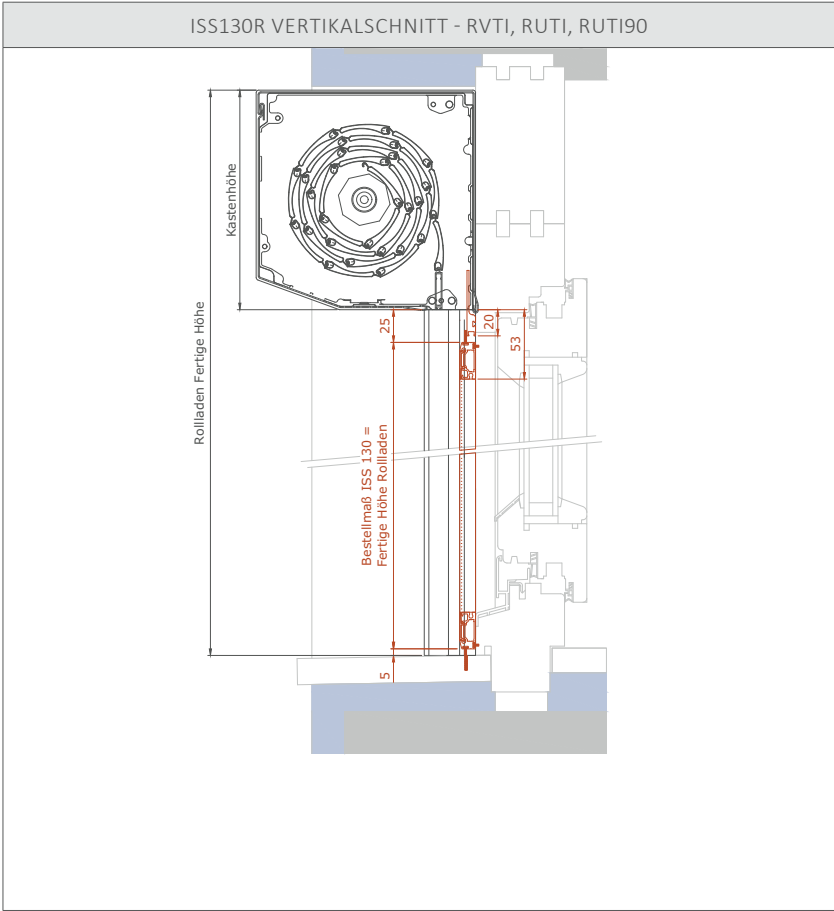 ISS130R VERTIKALSCHNITT - RVTI, RUTI, RUTI90
Kastenhöhe
Rollladen Fertige Höhe
25
20
53
Bestellmaß ISS 130 =
Fertige Höhe Rollladen
5